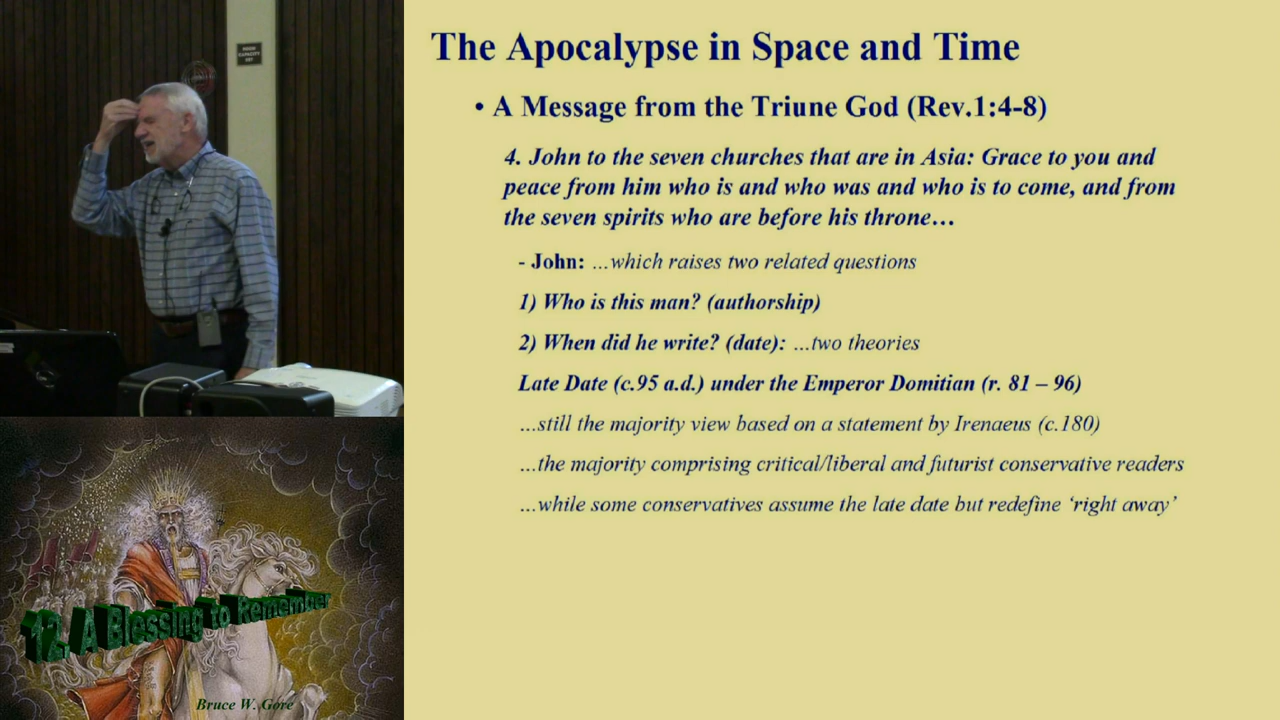 ROOM
CAPACITY
The Apocalypse in Space and Time
• A Message from the Triune God (Rev.1:4-8)
4. John to the seven churches that are in Asia: Grace to you and
peace from him who is and who was and who is to come, and from
the seven spirits who are before his throne…
- John: …which raises two related questions
1) Who is this man? (authorship)
2) When did he write? (date): …two theories
Late Date (c.95 a.d.) under the Emperor Domitian (r. 81 – 96)
…still the majority view based on a statement by Irenaeus (c.180)
…the majority comprising critical/liberal and futurist conservative readers
…while some conservatives assume the late date but redefine ‘right away’
12. A Blessing to Remember
Bruce W. Gore